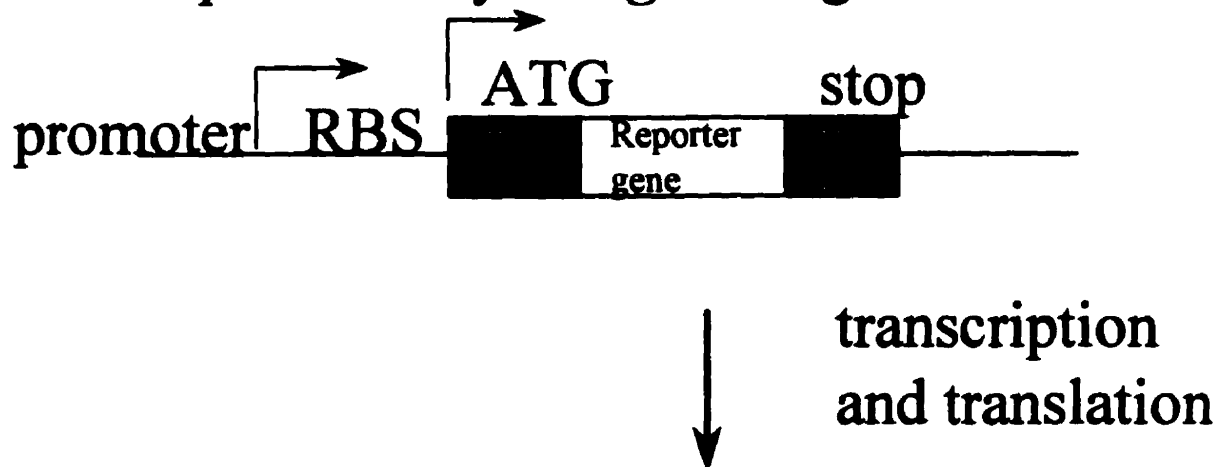 ATG stop
promoter RBS Reporter
gene
transcription
and translation